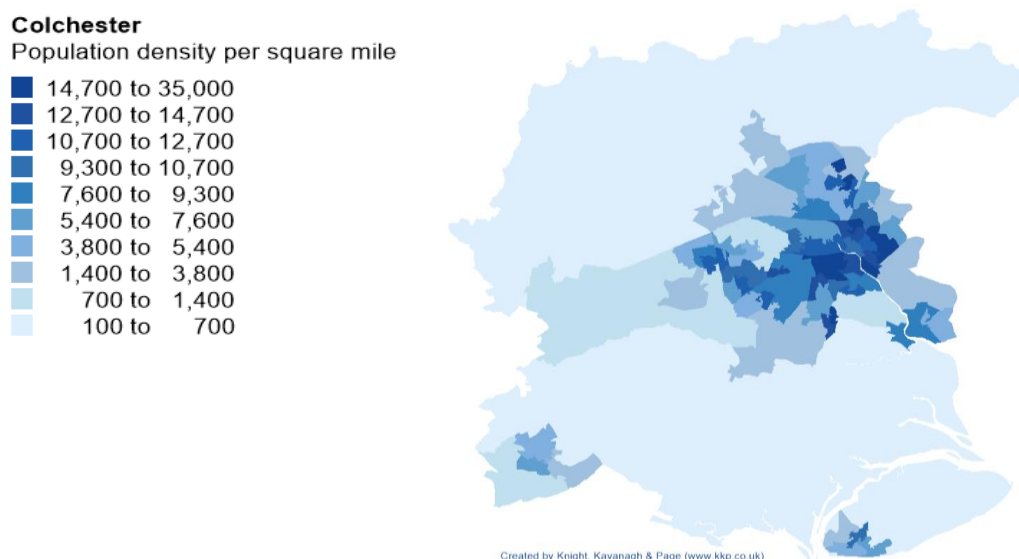 Colchester
Population density per square mile
14,700 to 35,000
12,700 to 14,700
10,700 to 12,700
9,300 to 10,700
7,600 to 9,300
5,400 to 7,600
3,800 to 5,400
1,400 to 3,800
700 to 1,400
100 to 700
Created by Knight, Kavanagh & Page (www.kkp.co.uk)